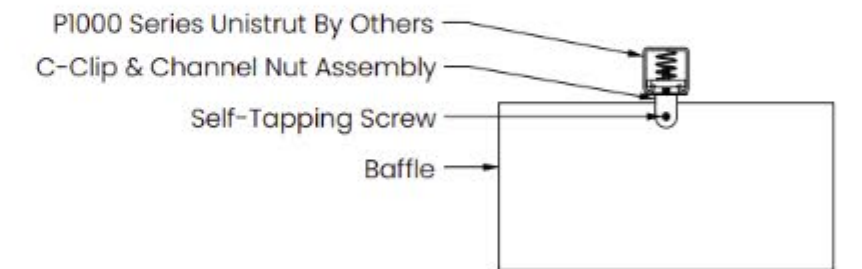 P1000 Series Unistrut By Others
C-Clip & Channel Nut Assembly
Self-Tapping Screw
Baffle